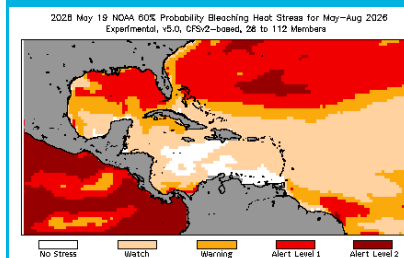 2026 May 19 NOAA 60% Probability Bleaching Heat Stress for May-Aug 2026
Experimental, v5.0, CFSv2-based, 28 to 112 Members
No Stress
Watch
Warning
Alert Level 1
Alert Level 2